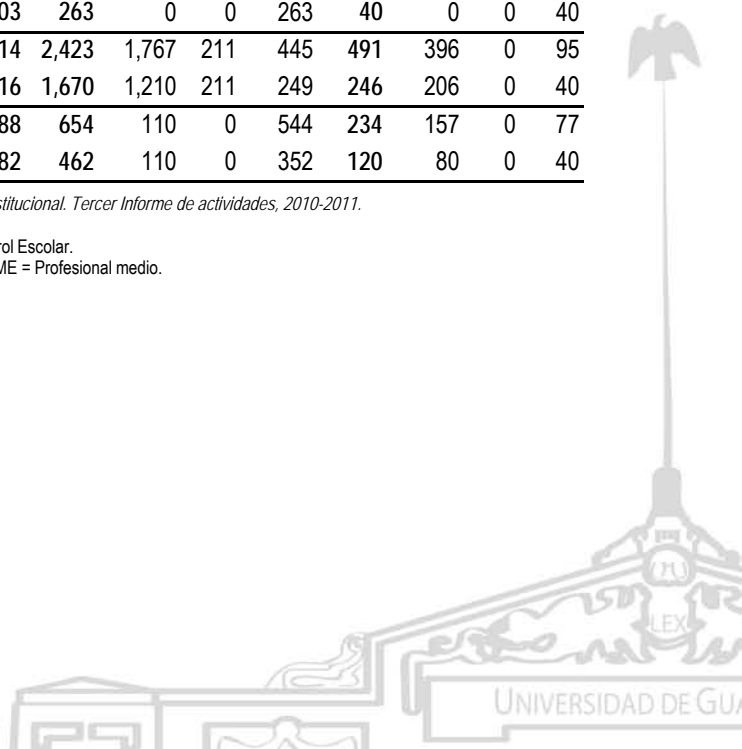 03 263 0 0 263 40 0 0 40
14 2,423 1,767 211 445 491 396 0 95
16 1,670 1,210 211 249 246 206 0 40
88 654 110 0 544 234 157 0 77
82 462 110 0 352 120 80 0 40
stitucional. Tercer Informe de actividades, 2010-2011.
rol Escolar.
ME = Profesional medio.
LEX
UNIVERSIDAD DE GUA